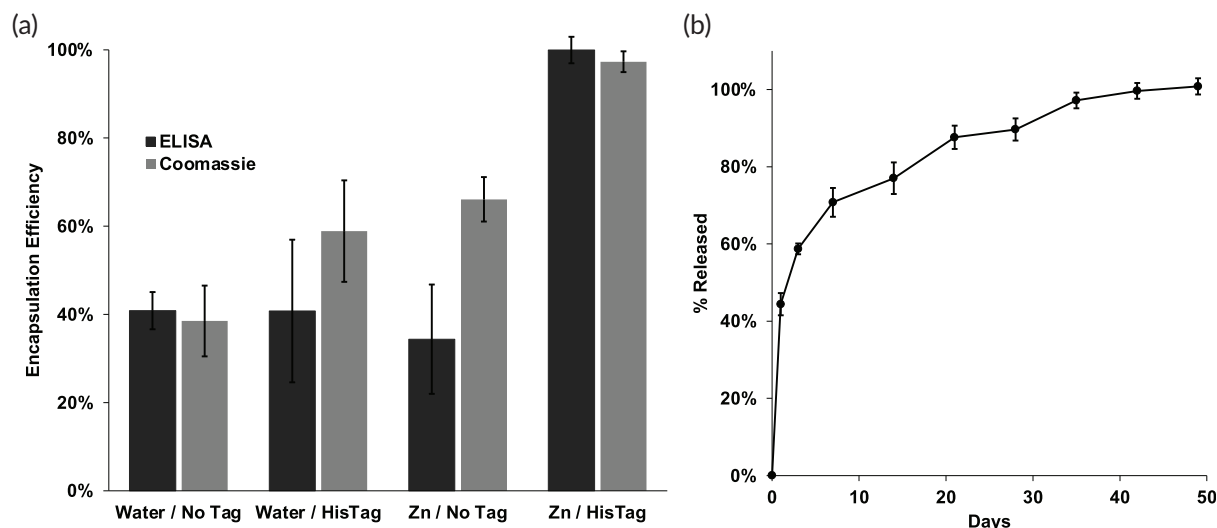 (a)
100%
80%
60%
40%
20%
0%
Encapsulation Efficiency
ELISA
Coomassie
Water / No Tag
Water / HisTag
Zn / No Tag
Zn / HisTag
(b)
100%
80%
60%
40%
20%
0%
% Released
0 10 20 30 40 50
Days